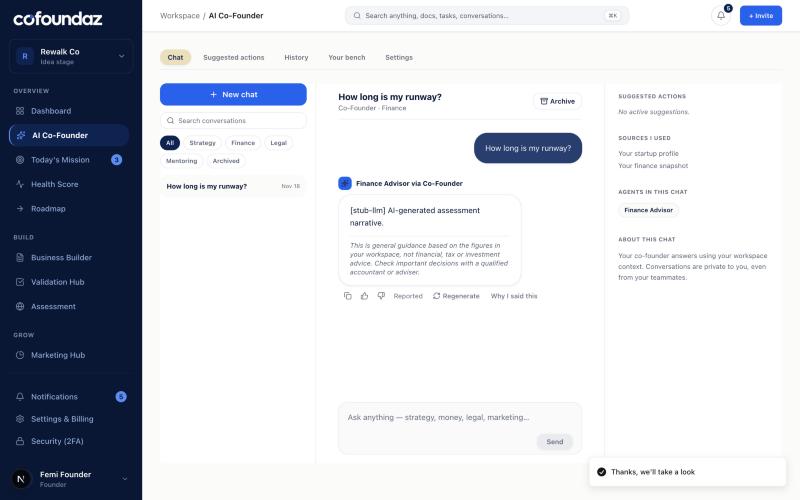 cofoundaz
R
Rewalk Co
Idea stage
OVERVIEW
Dashboard
AI Co-Founder
Today's Mission
3
Health Score
Roadmap
BUILD
Business Builder
Validation Hub
Assessment
GROW
Marketing Hub
Notifications
5
Settings & Billing
Security (2FA)
N
Femi Founder
Founder
Workspace / AI Co-Founder
Search anything, docs, tasks, conversations...
⌘K
5
+ Invite
Chat
Suggested actions
History
Your bench
Settings
+ New chat
Search conversations
All
Strategy
Finance
Legal
Mentoring
Archived
How long is my runway?
Nov 18
How long is my runway?
Co-Founder · Finance
Archive
How long is my runway?
Finance Advisor via Co-Founder
[stub-llm] AI-generated assessment
narrative.
This is general guidance based on the figures in
your workspace, not financial, tax or investment
advice. Check important decisions with a qualified
accountant or adviser.
Reported
Regenerate
Why I said this
Ask anything — strategy, money, legal, marketing...
Send
SUGGESTED ACTIONS
No active suggestions.
SOURCES I USED
Your startup profile
Your finance snapshot
AGENTS IN THIS CHAT
Finance Advisor
ABOUT THIS CHAT
Your co-founder answers using your workspace
context. Conversations are private to you, even
from your teammates.
Thanks, we'll take a look